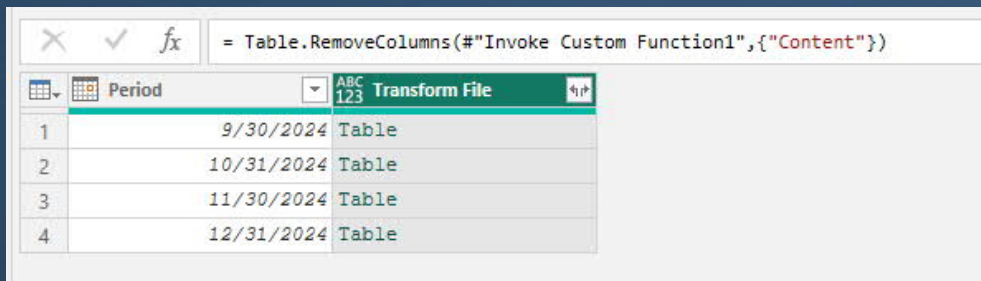 fx = Table.RemoveColumns(#"Invoke Custom Function1",{"Content"})
Period ABC 123 Transform File
1 9/30/2024 Table
2 10/31/2024 Table
3 11/30/2024 Table
4 12/31/2024 Table